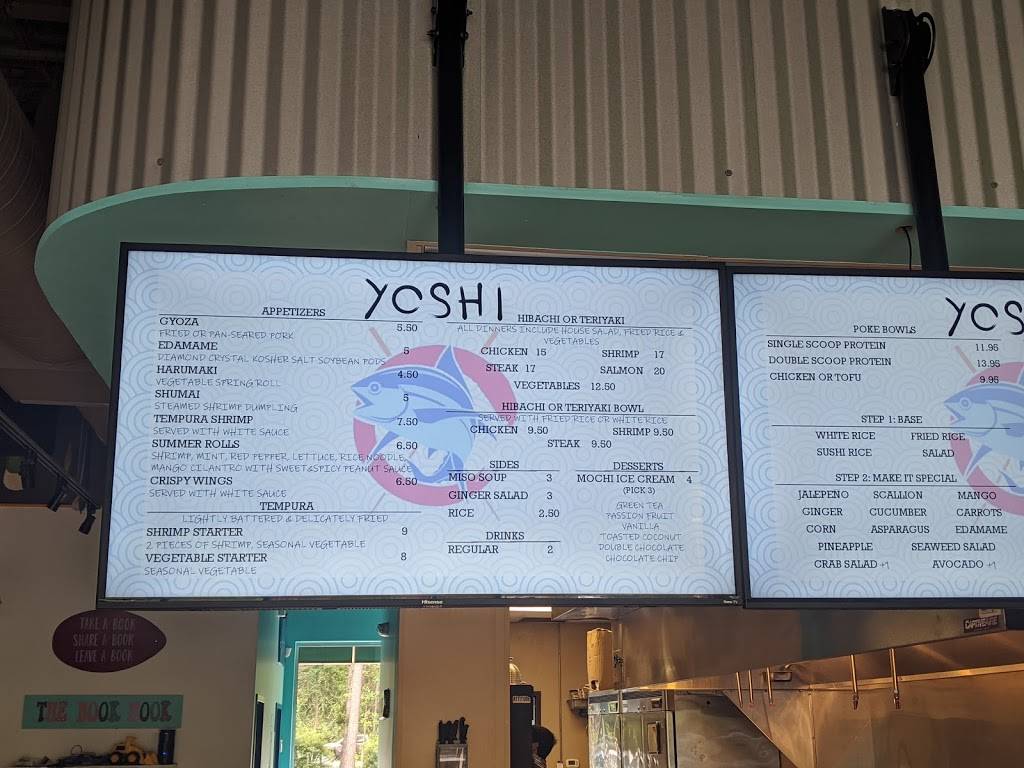 YOSHI
APPETIZERS
GYOZA 5.50
FRIED OR PAN-SEARED PORK
EDAMAME 5
DIAMOND CRYSTAL KOSHER SALT SOYBEAN PODS
HARUMAKI 4.50
VEGETABLE SPRING ROLL
SHUMAI 5
STEAMED SHRIMP DUMPLING
TEMPURA SHRIMP 7.50
SERVED WITH WHITE SAUCE
SUMMER ROLLS 6.50
SHRIMP, MINT, RED PEPPER, LETTUCE, RICE NOODLE,
MANGO CILANTRO WITH SWEET&SPICY PEANUT SAUCE
CRISPY WINGS 6.50
SERVED WITH WHITE SAUCE
TEMPURA
LIGHTLY BATTERED & DELICATELY FRIED
SHRIMP STARTER 9
2 PIECES OF SHRIMP, SEASONAL VEGETABLE
VEGETABLE STARTER 8
SEASONAL VEGETABLE
HIBACHI OR TERIYAKI
ALL DINNERS INCLUDE HOUSE SALAD, FRIED RICE &
VEGETABLES
CHICKEN 15 SHRIMP 17
STEAK 17 SALMON 20
VEGETABLES 12.50
HIBACHI OR TERIYAKI BOWL
SERVED WITH FRIED RICE OR WHITE RICE
CHICKEN 9.50 SHRIMP 9.50
STEAK 9.50
SIDES
MISO SOUP 3
GINGER SALAD 3
RICE 2.50
DRINKS
REGULAR 2
DESSERTS
MOCHI ICE CREAM 4
(PICK 3)
GREEN TEA
PASSION FRUIT
VANILLA
TOASTED COCONUT
DOUBLE CHOCOLATE
CHOCOLATE CHIP
Hisense
Roku TV
YOS
POKE BOWLS
SINGLE SCOOP PROTEIN 11.95
DOUBLE SCOOP PROTEIN 13.95
CHICKEN OR TOFU 9.95
STEP 1: BASE
WHITE RICE FRIED RICE
SUSHI RICE SALAD
STEP 2: MAKE IT SPECIAL
JALEPENO SCALLION MANGO
GINGER CUCUMBER CARROTS
CORN ASPARAGUS EDAMAME
PINEAPPLE SEAWEED SALAD
CRAB SALAD +1 AVOCADO +1
CAPTIVEAIRE
TAKE A BOOK
SHARE A BOOK
LEAVE A BOOK
THE BOOK NOOK